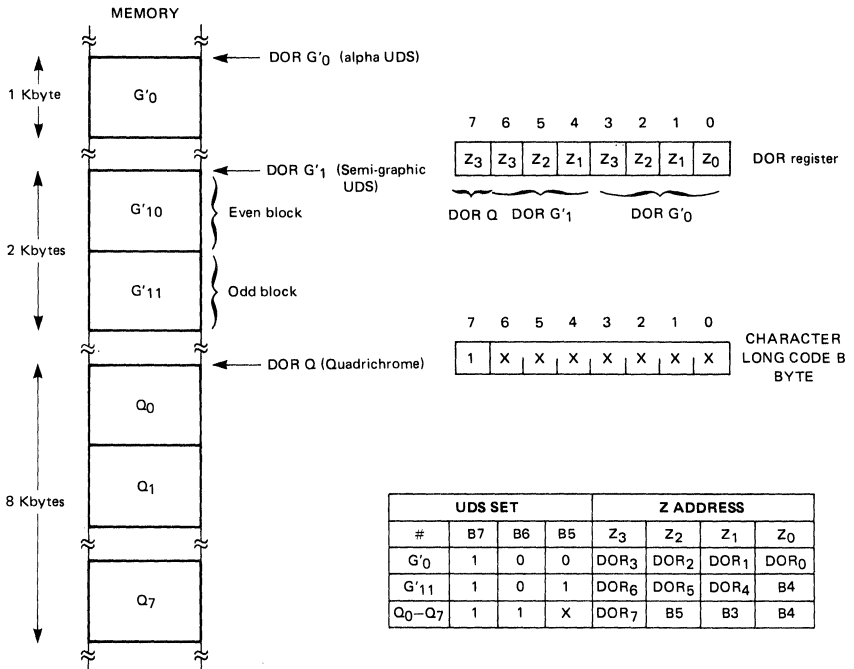 MEMORY
DOR G'0 (alpha UDS)
1 Kbyte
G'0
DOR G'1 (Semi-graphic
UDS)
G'10
Even block
2 Kbytes
G'11
Odd block
DOR Q (Quadrichrome)
Q0
Q1
8 Kbytes
Q7
7 6 5 4 3 2 1 0
Z3 Z3 Z2 Z1 Z3 Z2 Z1 Z0 DOR register
DOR Q DOR G'1 DOR G'0
7 6 5 4 3 2 1 0
1 X X X X X X X
CHARACTER
LONG CODE B
BYTE
UDS SET Z ADDRESS
# B7 B6 B5 Z3 Z2 Z1 Z0
G'0 1 0 0 DOR3 DOR2 DOR1 DOR0
G'11 1 0 1 DOR6 DOR5 DOR4 B4
Q0–Q7 1 1 X DOR7 B5 B3 B4